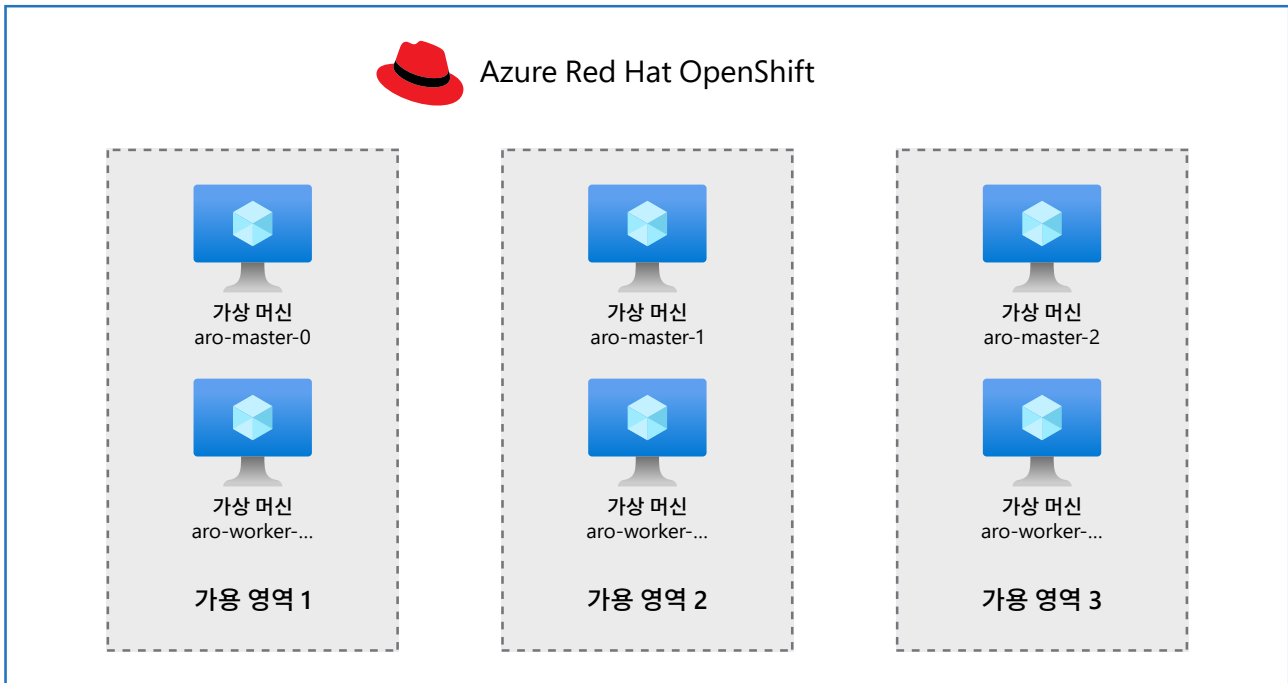 Azure Red Hat OpenShift
가상 머신
aro-master-0
가상 머신
aro-worker-...
가용 영역 1
가상 머신
aro-master-1
가상 머신
aro-worker-...
가용 영역 2
가상 머신
aro-master-2
가상 머신
aro-worker-...
가용 영역 3